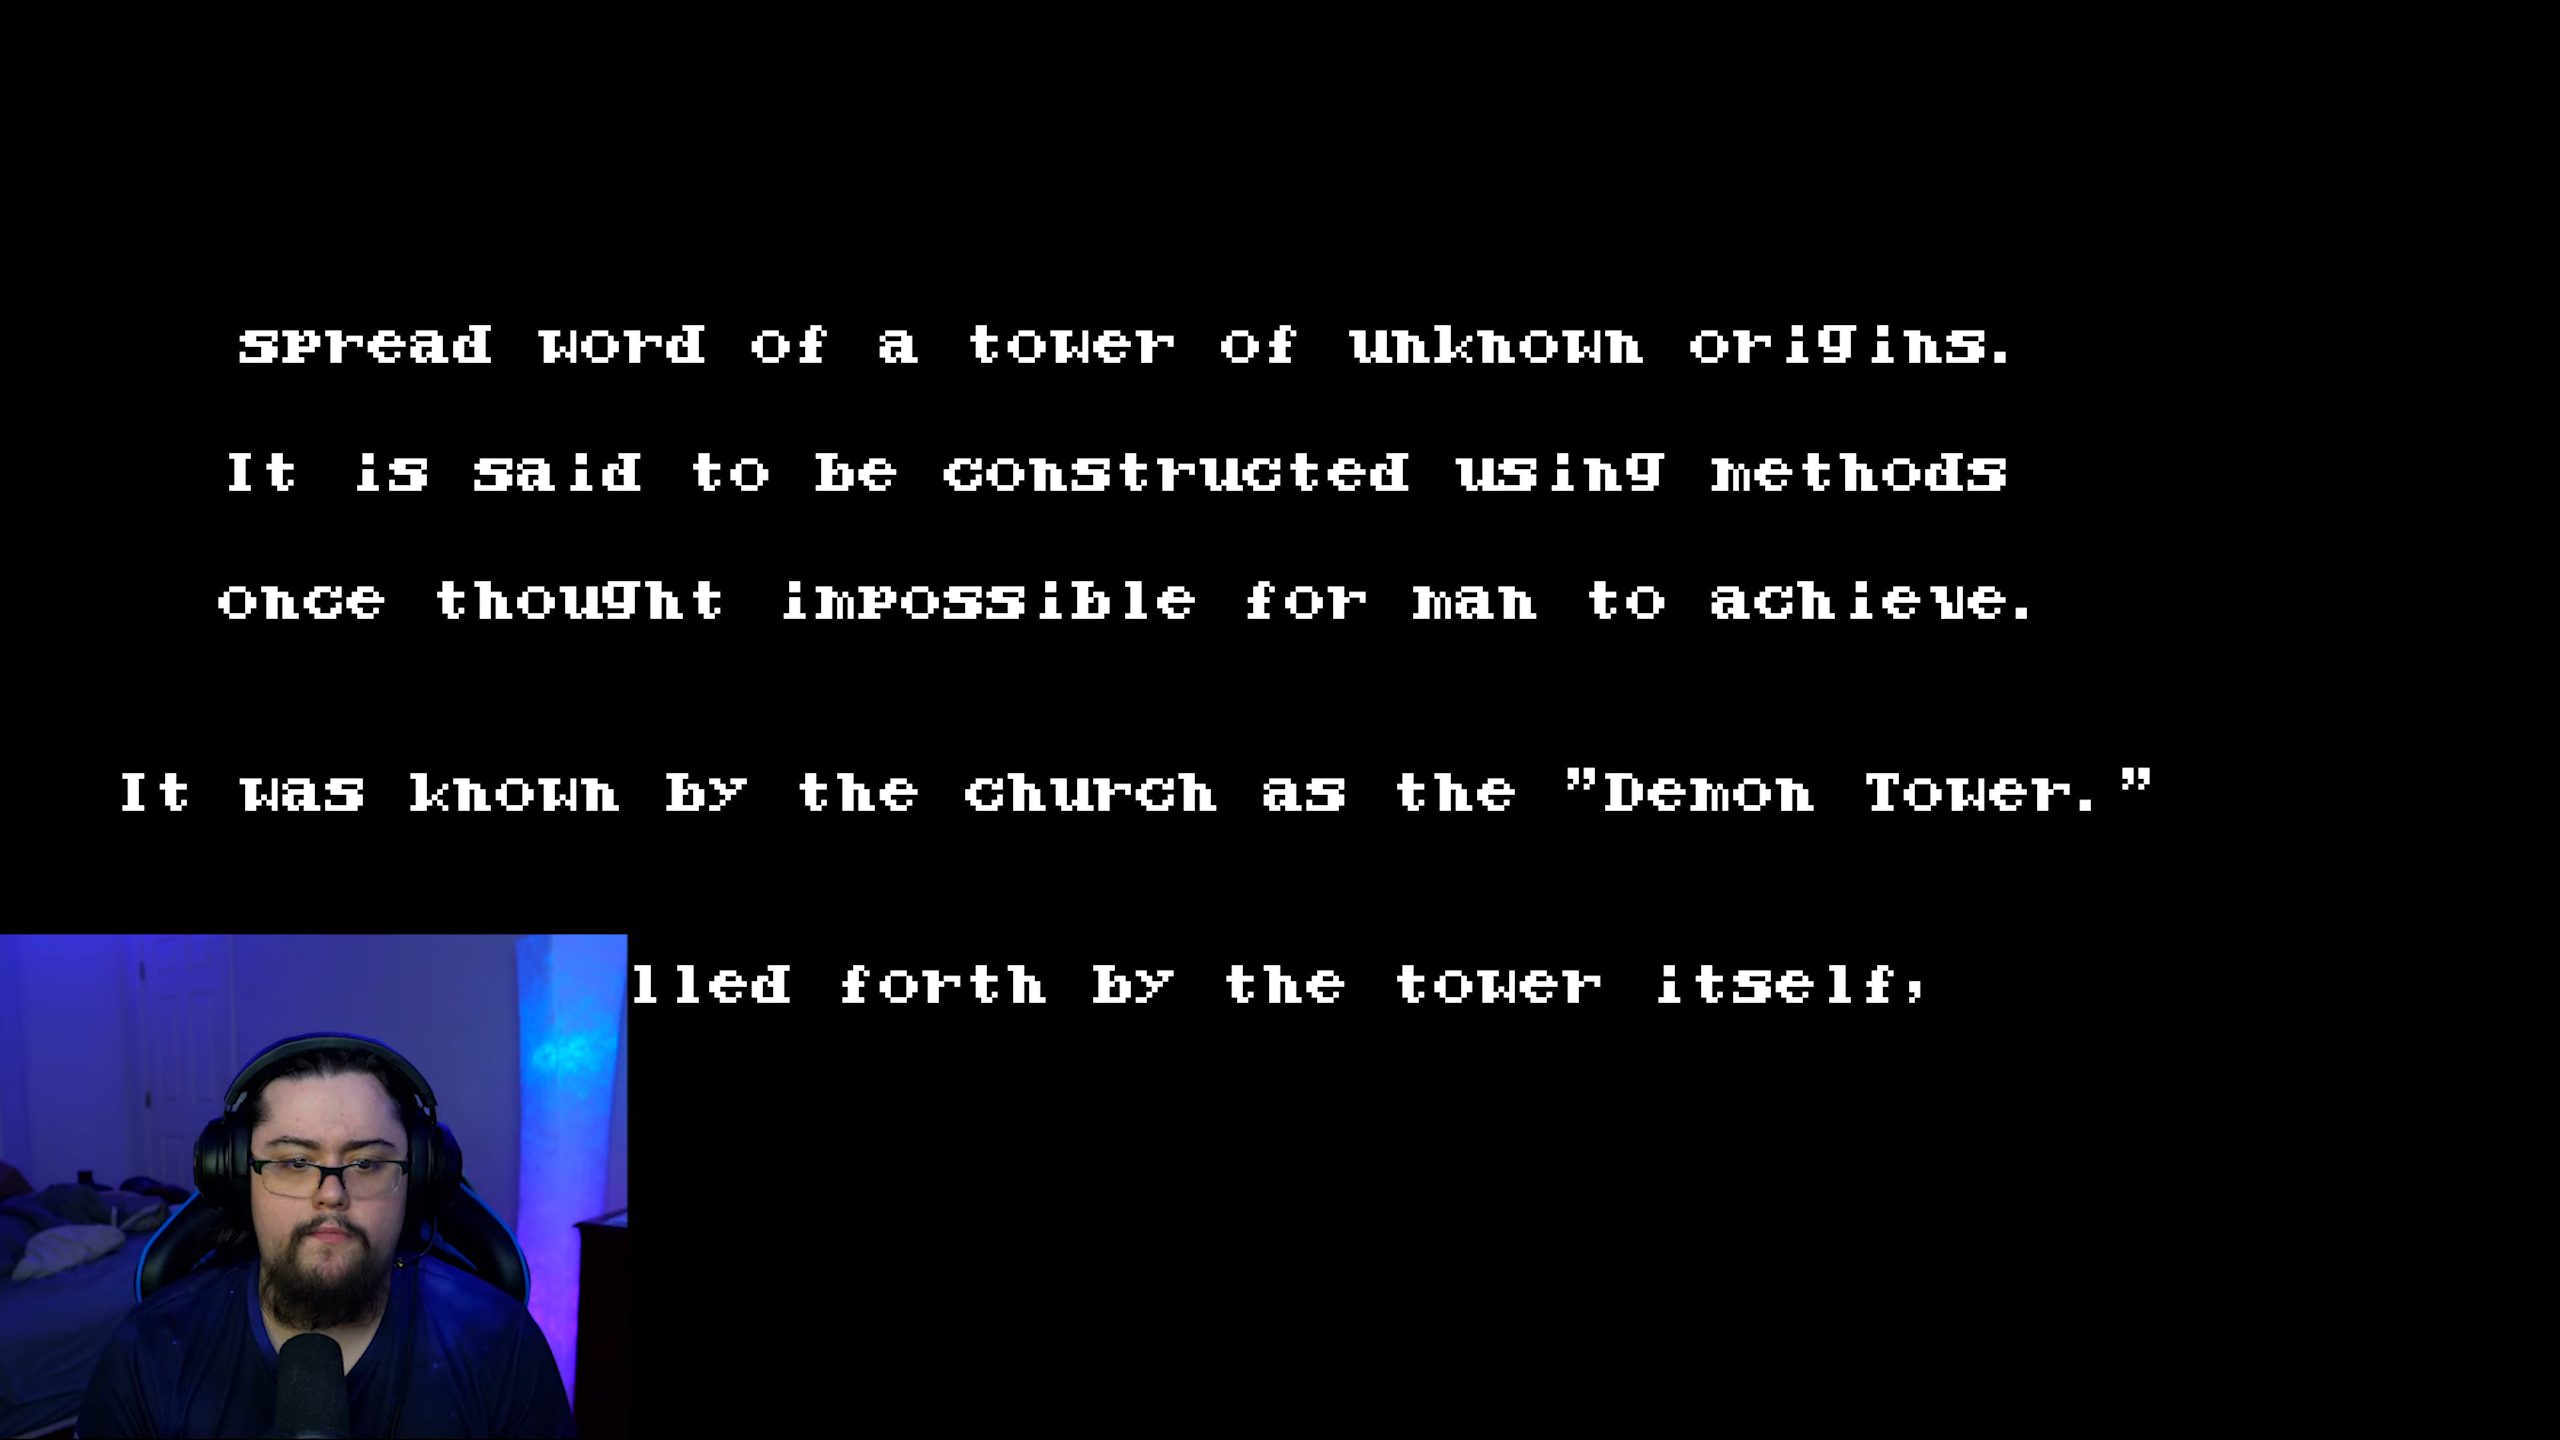 spread word of a tower of unknown origins.
It is said to be constructed using methods
once thought impossible for man to achieve.
It was known by the church as the "Demon Tower."
forth by the tower itself,